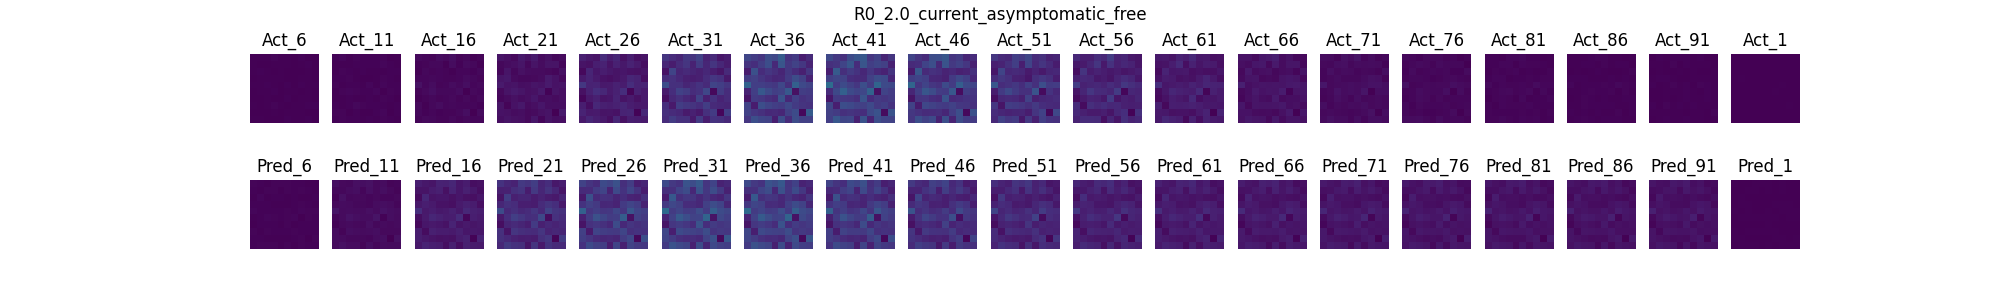 R0_2.0_current_asymptomatic_free
Act_6 Act_11 Act_16 Act_21 Act_26 Act_31 Act_36 Act_41 Act_46 Act_51 Act_56 Act_61 Act_66 Act_71 Act_76 Act_81 Act_86 Act_91 Act_1
Pred_6 Pred_11 Pred_16 Pred_21 Pred_26 Pred_31 Pred_36 Pred_41 Pred_46 Pred_51 Pred_56 Pred_61 Pred_66 Pred_71 Pred_76 Pred_81 Pred_86 Pred_91 Pred_1